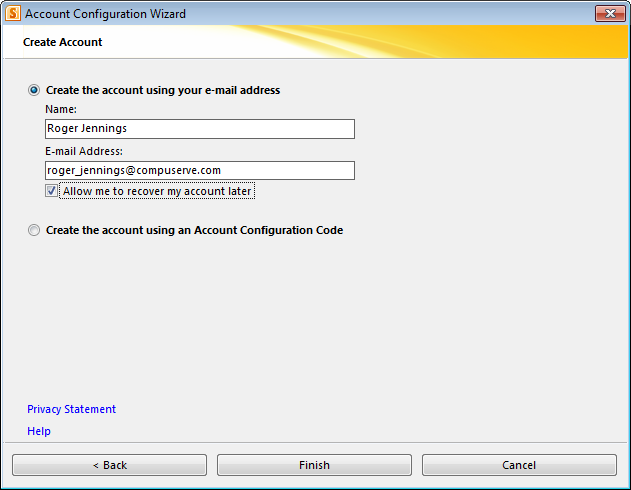 S Account Configuration Wizard
Create Account
Create the account using your e-mail address
Name:
Roger Jennings
E-mail Address:
roger_jennings@compuserve.com
Allow me to recover my account later
Create the account using an Account Configuration Code
Privacy Statement
Help
< Back Finish Cancel